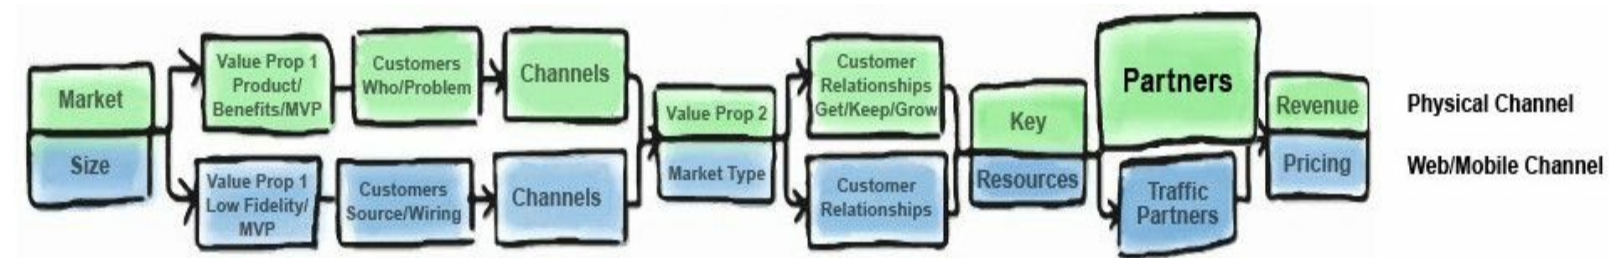 Market
Size
Value Prop 1
Product/
Benefits/MVP
Customers
Who/Problem
Channels
Value Prop 1
Low Fidelity/
MVP
Customers
Source/Wiring
Channels
Value Prop 2
Market Type
Customer
Relationships
Get/Keep/Grow
Customer
Relationships
Key
Resources
Partners
Traffic
Partners
Revenue
Pricing
Physical Channel
Web/Mobile Channel